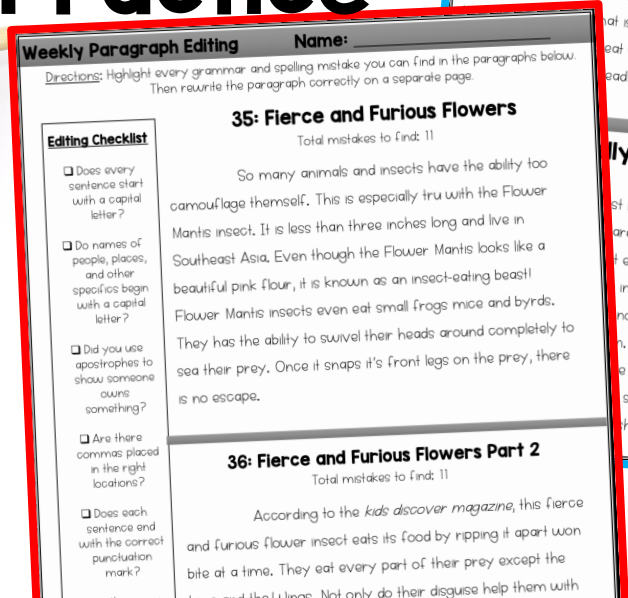 Weekly Paragraph Editing Name:
Directions: Highlight every grammar and spelling mistake you can find in the paragraphs below.
Then rewrite the paragraph correctly on a separate page.
Editing Checklist
Does every
sentence start
with a capital
letter?
Do names of
people, places,
and other
specifics begin
with a capital
letter?
Did you use
apostrophes to
show someone
owns
something?
Are there
commas placed
in the right
locations?
Does each
sentence end
with the correct
punctuation
mark?
35: Fierce and Furious Flowers
Total mistakes to find: 11
So many animals and insects have the ability too
camouflage themself. This is especially tru with the Flower
Mantis insect. It is less than three inches long and live in
Southeast Asia. Even though the Flower Mantis looks like a
beautiful pink flour, it is known as an insect-eating beast!
Flower Mantis insects even eat small frogs mice and byrds.
They has the ability to swivel their heads around completely to
sea their prey. Once it snaps it's front legs on the prey, there
is no escape.
36: Fierce and Furious Flowers Part 2
Total mistakes to find: 11
According to the kids discover magazine, this fierce
and furious flower insect eats its food by ripping it apart won
bite at a time. They eat every part of their prey except the
wings. Not only do their disguise help them with